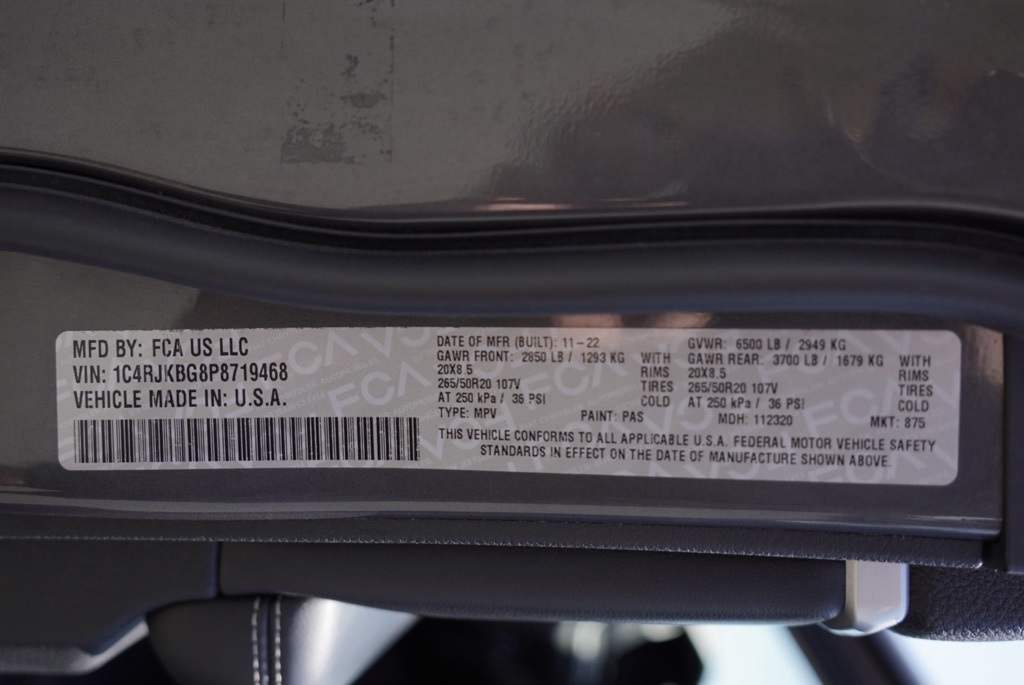 MFD BY: FCA US LLC
VIN: 1C4RJKBG8P8719468
VEHICLE MADE IN: U.S.A.
DATE OF MFR (BUILT): 11-22 GVWR: 6500 LB / 2949 KG
GAWR FRONT: 2850 LB / 1293 KG WITH GAWR REAR: 3700 LB / 1679 KG WITH
20X8.5 RIMS 20X8.5 RIMS
265/50R20 107V TIRES 265/50R20 107V TIRES
AT 250 kPa / 36 PSI COLD AT 250 kPa / 36 PSI COLD
TYPE: MPV PAINT: PAS MDH: 112320 MKT: 875
THIS VEHICLE CONFORMS TO ALL APPLICABLE U.S.A. FEDERAL MOTOR VEHICLE SAFETY
STANDARDS IN EFFECT ON THE DATE OF MANUFACTURE SHOWN ABOVE.